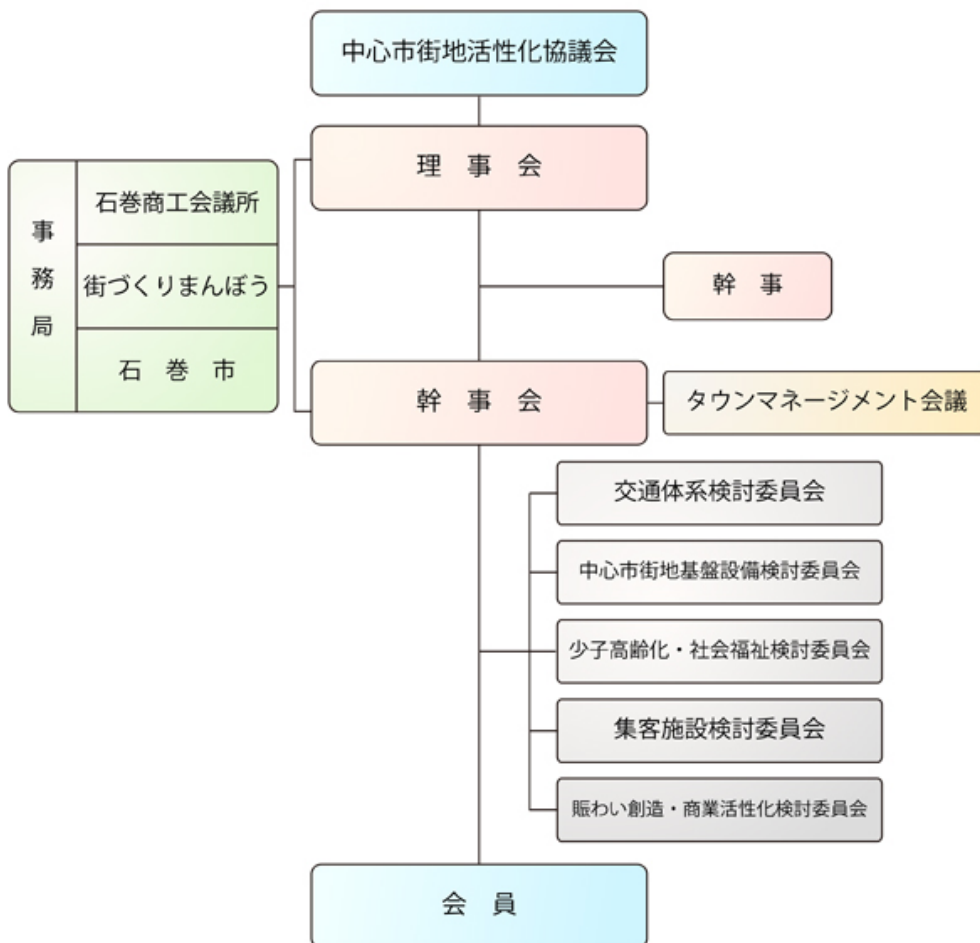 中心市街地活性化協議会
理　事　会
事務局
石巻商工会議所
街づくりまんぼう
石　巻　市
幹　事
幹　事　会
タウンマネージメント会議
交通体系検討委員会
中心市街地基盤設備検討委員会
少子高齢化・社会福祉検討委員会
集客施設検討委員会
賑わい創造・商業活性化検討委員会
会　員